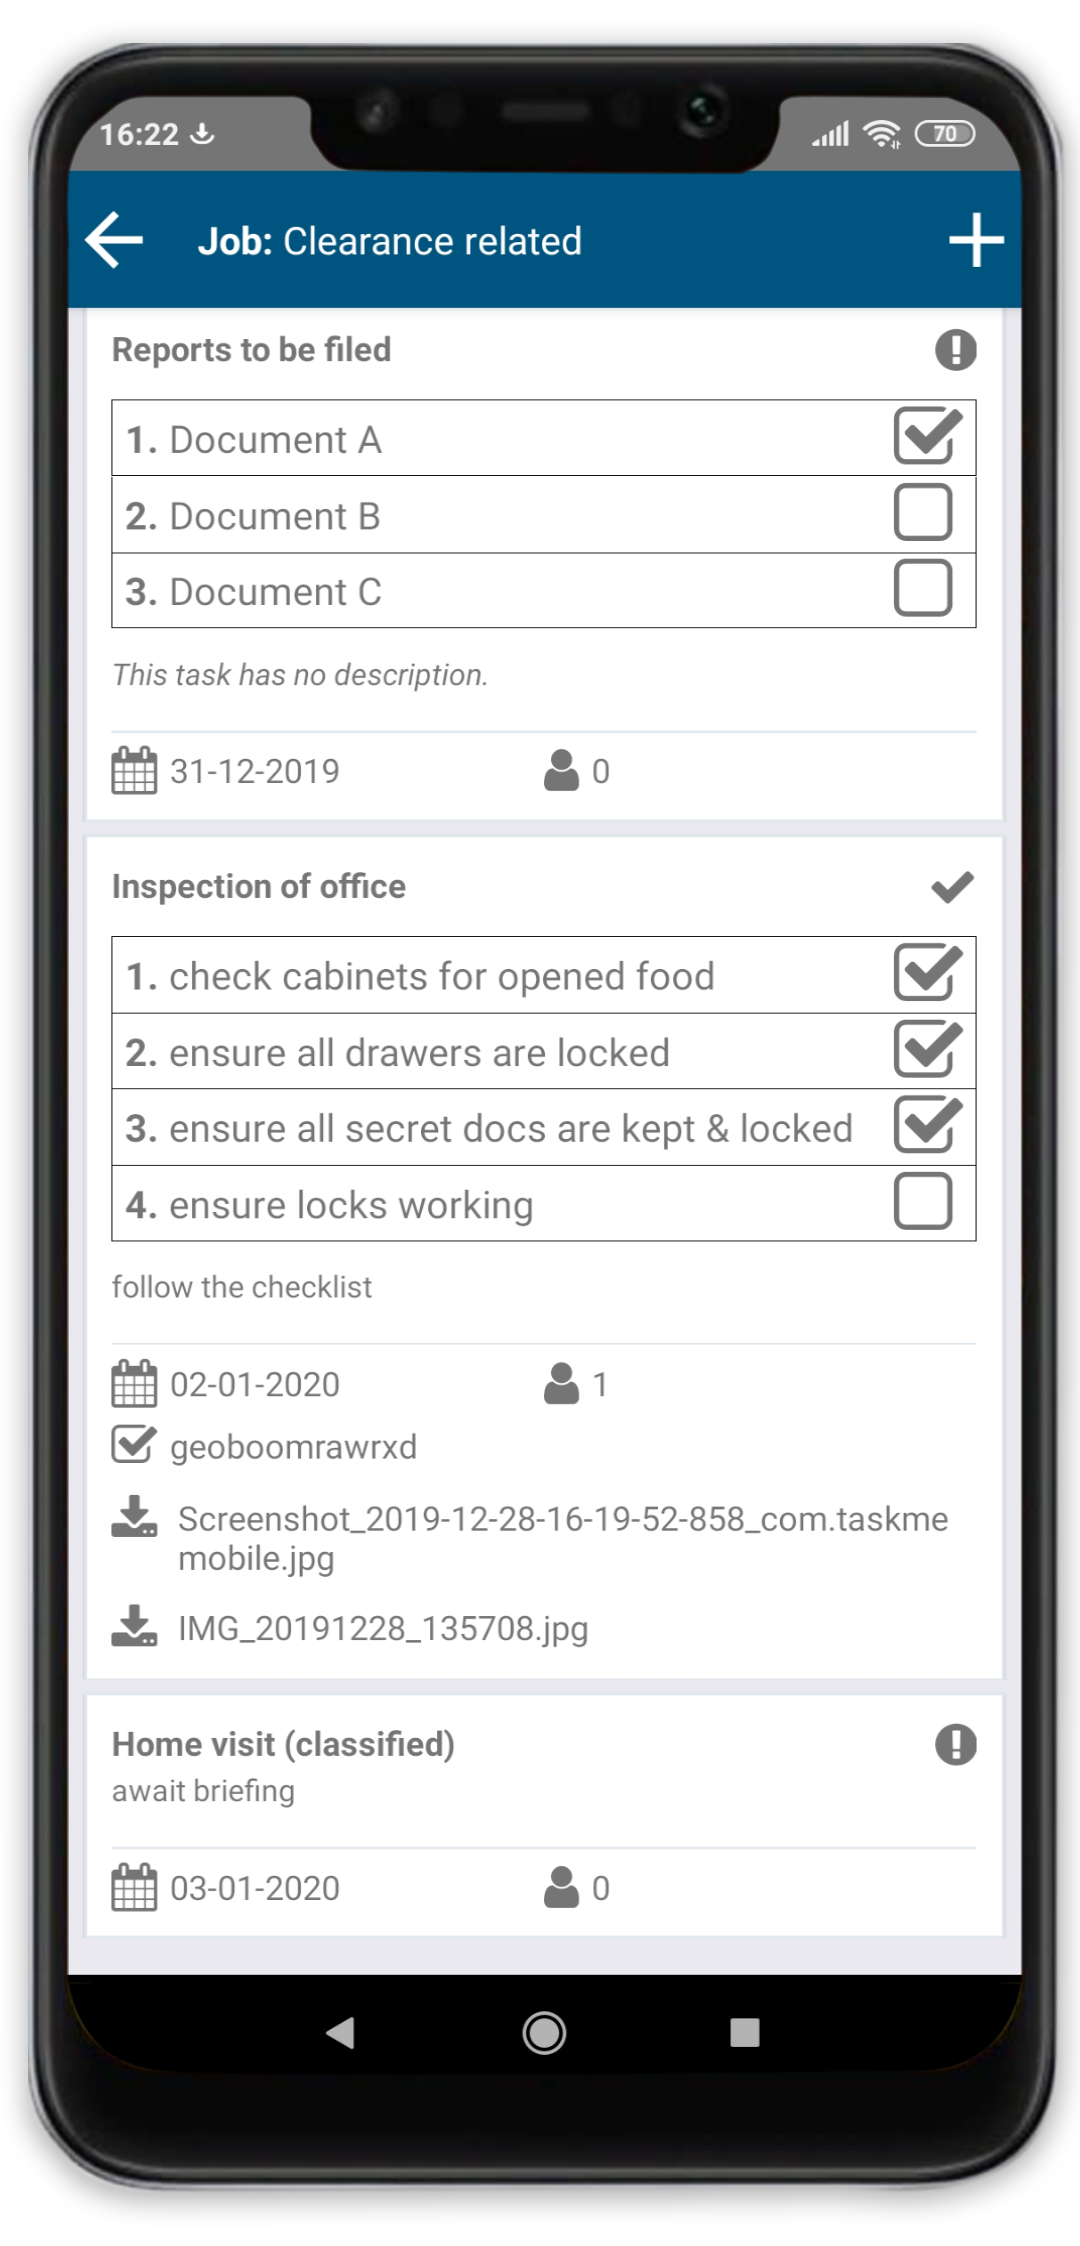 16:22
70
Job: Clearance related
Reports to be filed
1. Document A
2. Document B
3. Document C
This task has no description.
31-12-2019 0
Inspection of office
1. check cabinets for opened food
2. ensure all drawers are locked
3. ensure all secret docs are kept & locked
4. ensure locks working
follow the checklist
02-01-2020 1
geoboomrawrxd
Screenshot_2019-12-28-16-19-52-858_com.taskme
mobile.jpg
IMG_20191228_135708.jpg
Home visit (classified)
await briefing
03-01-2020 0